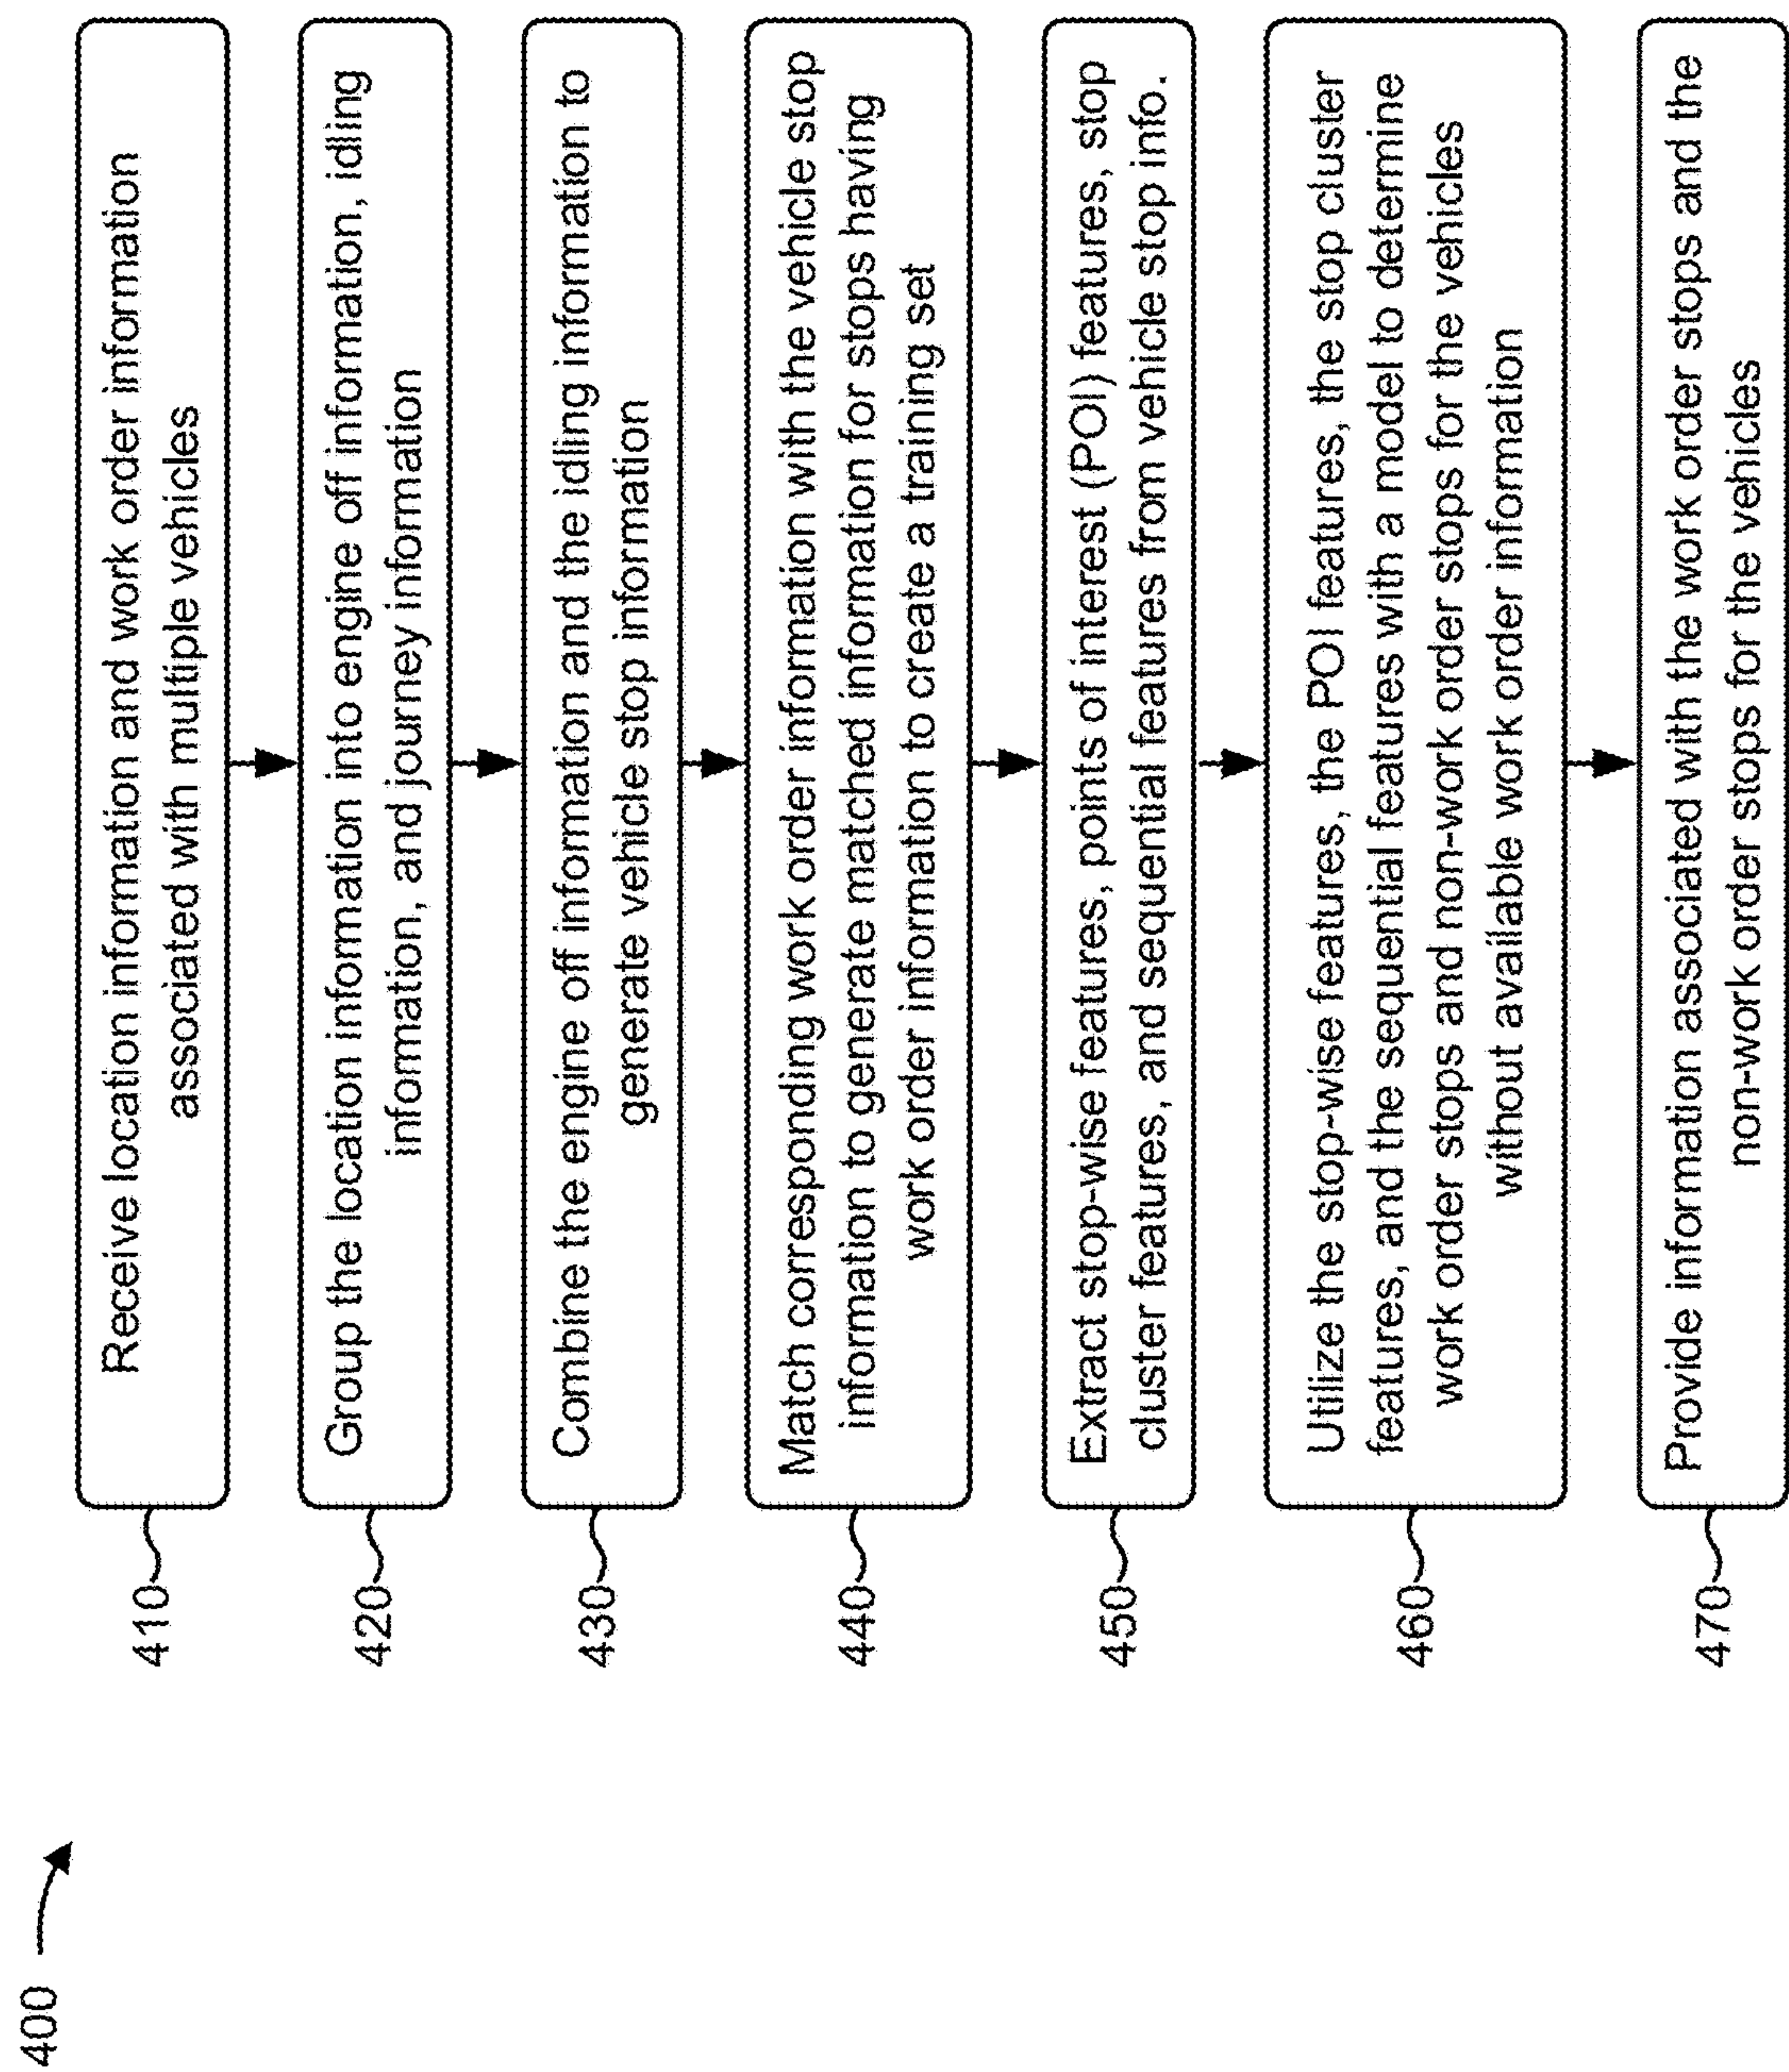 400
410
Receive location information and work order information
associated with multiple vehicles
420
Group the location information into engine off information, idling
information, and journey information
430
Combine the engine off information and the idling information to
generate vehicle stop information
440
Match corresponding work order information with the vehicle stop
information to generate matched information for stops having
work order information to create a training set
450
Extract stop-wise features, points of interest (POI) features, stop
cluster features, and sequential features from vehicle stop info.
460
Utilize the stop-wise features, the POI features, the stop cluster
features, and the sequential features with a model to determine
work order stops and non-work order stops for the vehicles
without available work order information
470
Provide information associated with the work order stops and the
non-work order stops for the vehicles